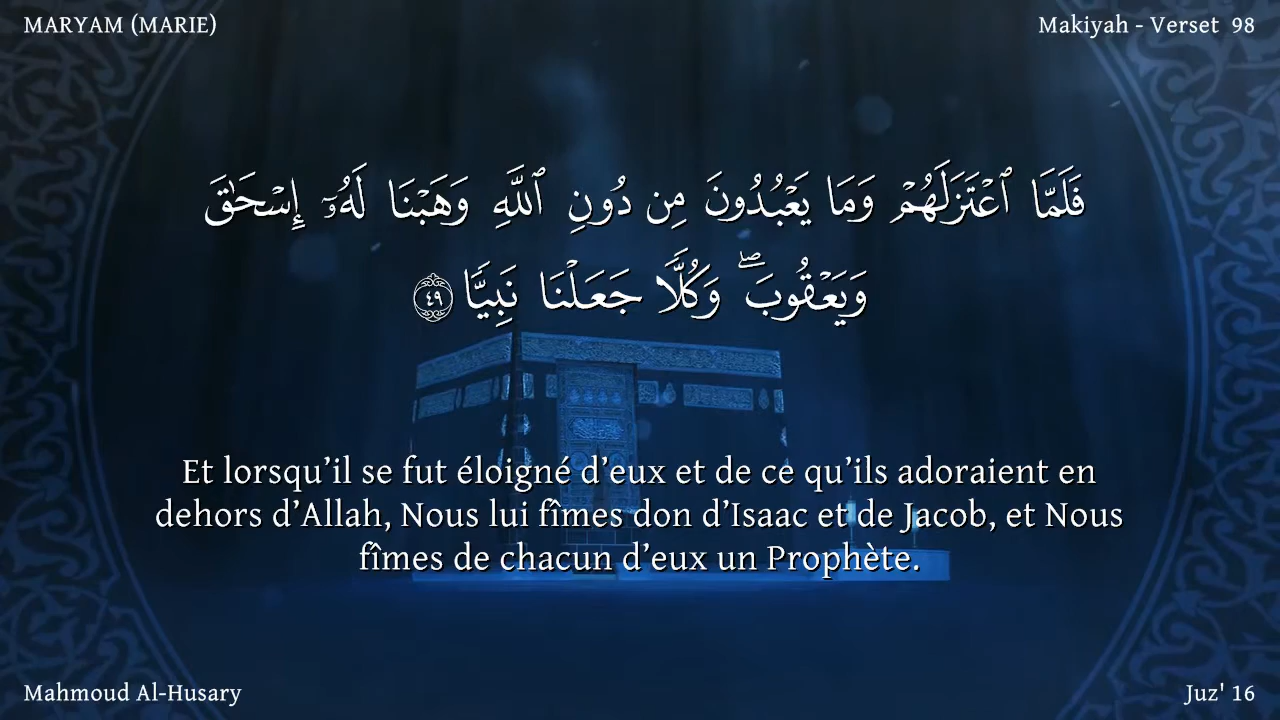 MARYAM (MARIE)
Makiyah - Verset 98
فَلَمَّا ٱعْتَزَلَهُمْ وَمَا يَعْبُدُونَ مِن دُونِ ٱللَّهِ وَهَبْنَا لَهُۥٓ إِسْحَٰقَ
وَيَعْقُوبَ ۖ وَكُلًّا جَعَلْنَا نَبِيًّا ٤٩
Et lorsqu’il se fut éloigné d’eux et de ce qu’ils adoraient en
dehors d’Allah, Nous lui fîmes don d’Isaac et de Jacob, et Nous
fîmes de chacun d’eux un Prophète.
Mahmoud Al-Husary
Juz' 16